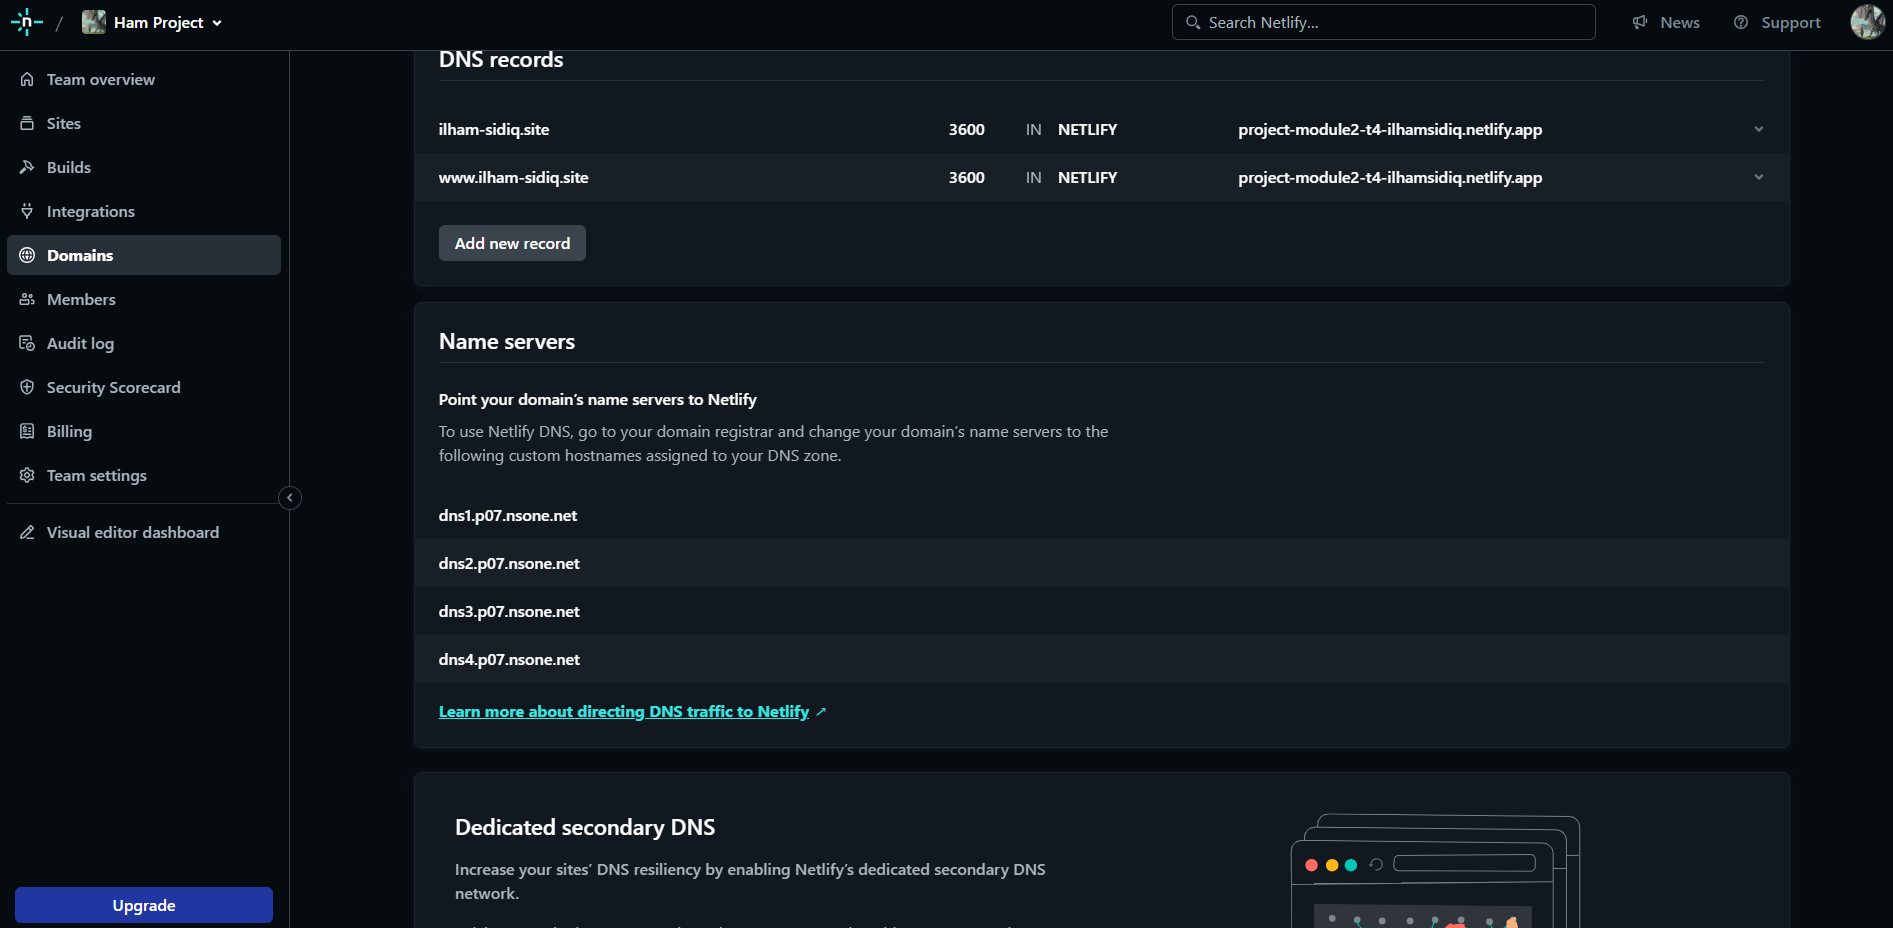 / Ham Project
Search Netlify...
News
Support
Team overview
Sites
Builds
Integrations
Domains
Members
Audit log
Security Scorecard
Billing
Team settings
Visual editor dashboard
Upgrade
DNS records
ilham-sidiq.site 3600 IN NETLIFY project-module2-t4-ilhamsidiq.netlify.app
www.ilham-sidiq.site 3600 IN NETLIFY project-module2-t4-ilhamsidiq.netlify.app
Add new record
Name servers
Point your domain’s name servers to Netlify
To use Netlify DNS, go to your domain registrar and change your domain’s name servers to the
following custom hostnames assigned to your DNS zone.
dns1.p07.nsone.net
dns2.p07.nsone.net
dns3.p07.nsone.net
dns4.p07.nsone.net
Learn more about directing DNS traffic to Netlify
Dedicated secondary DNS
Increase your sites’ DNS resiliency by enabling Netlify’s dedicated secondary DNS
network.